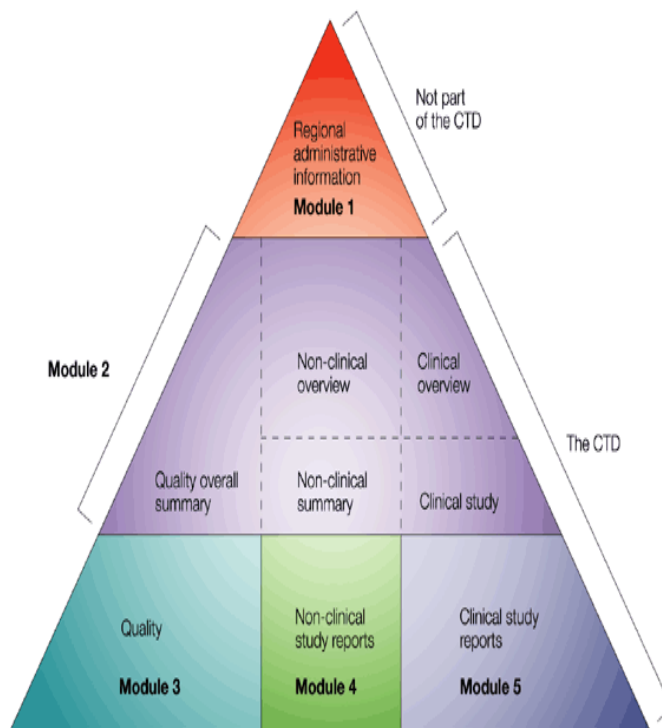 Not part
of the CTD
Regional
administrative
information
Module 1
Module 2
Non-clinical
overview
Clinical
overview
The CTD
Quality overall
summary
Non-clinical
summary
Clinical study
Quality
Module 3
Non-clinical
study reports
Module 4
Clinical study
reports
Module 5